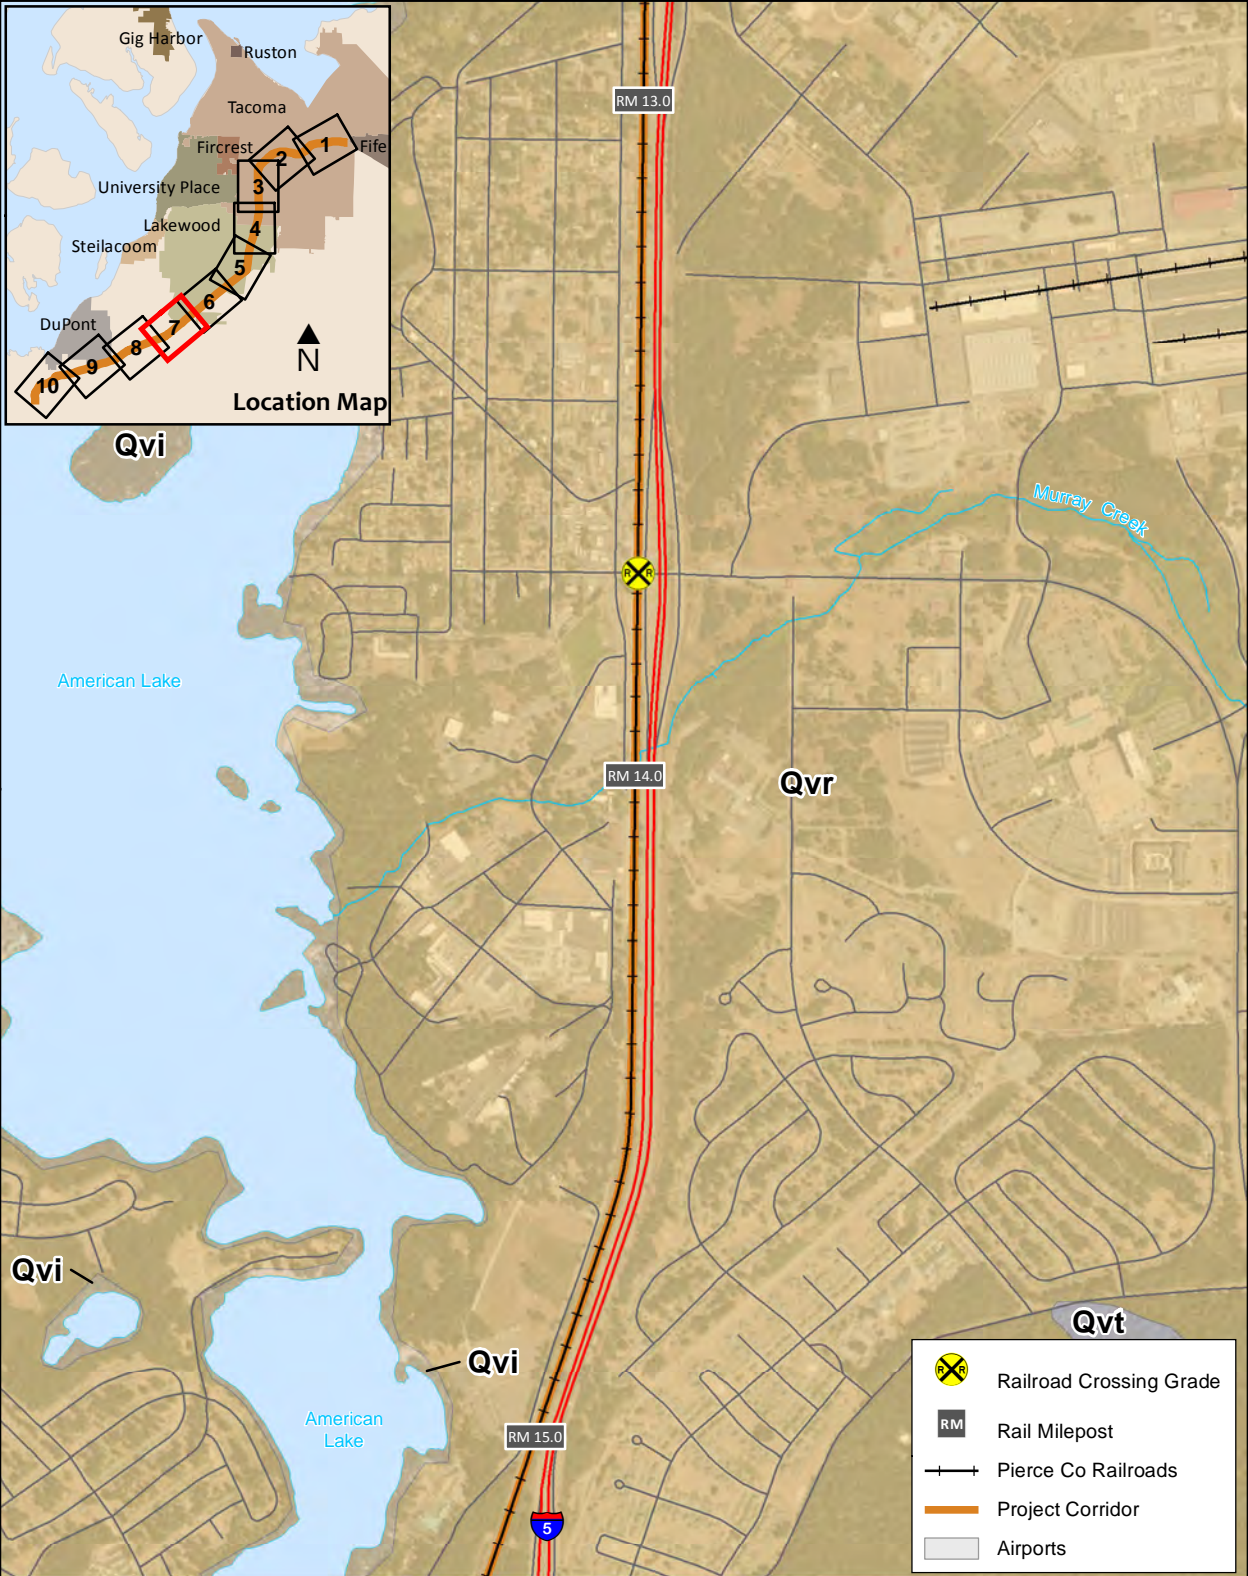 Gig Harbor
Ruston
Tacoma
Fircrest
Fife
University Place
Lakewood
Steilacoom
DuPont
1
2
3
4
5
6
7
8
9
10
N
Location Map
RM 13.0
Qvi
Murray Creek
R R
American Lake
RM 14.0
Qvr
Qvi
Qvt
Qvi
American
Lake
RM 15.0
5
R R
Railroad Crossing Grade
RM
Rail Milepost
Pierce Co Railroads
Project Corridor
Airports